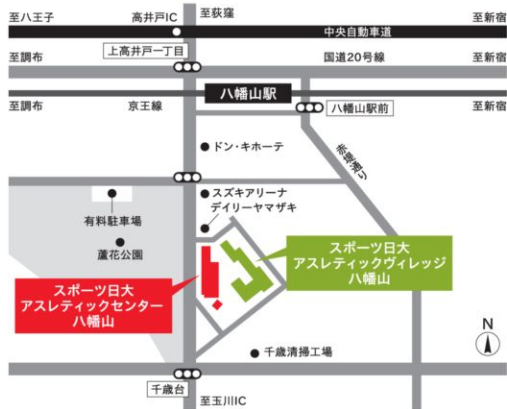 至荻窪
至八王子
高井戸IC
中央自動車道
至新宿
上高井戸一丁目
至調布
国道20号線
至新宿
八幡山駅
至調布
京王線
八幡山駅前
至新宿
ドン・キホーテ
赤堤通り
スズキアリーナ
デイリーヤマザキ
有料駐車場
蘆花公園
スポーツ日大
アスレティックヴィレッジ
八幡山
スポーツ日大
アスレティックセンター
八幡山
N
千歳清掃工場
千歳台
至玉川IC